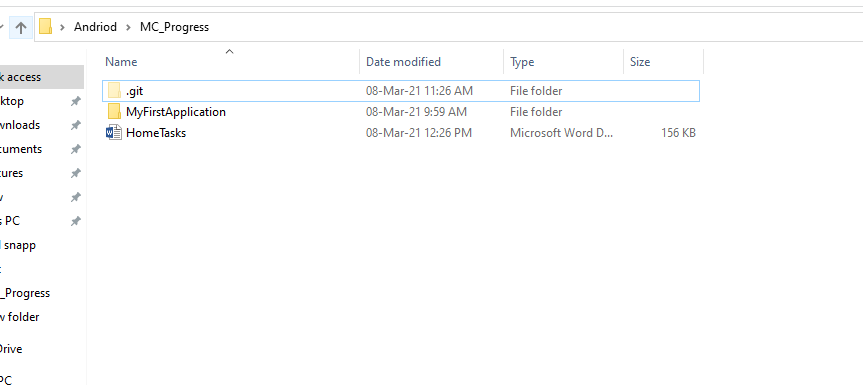 Andriod > MC_Progress
Name Date modified Type Size
k access
.git 08-Mar-21 11:26 AM File folder
ktop
MyFirstApplication 08-Mar-21 9:59 AM File folder
wnloads
HomeTasks 08-Mar-21 12:26 PM Microsoft Word D... 156 KB
cuments
tures
s PC
snapp
_Progress
w folder
Drive
PC